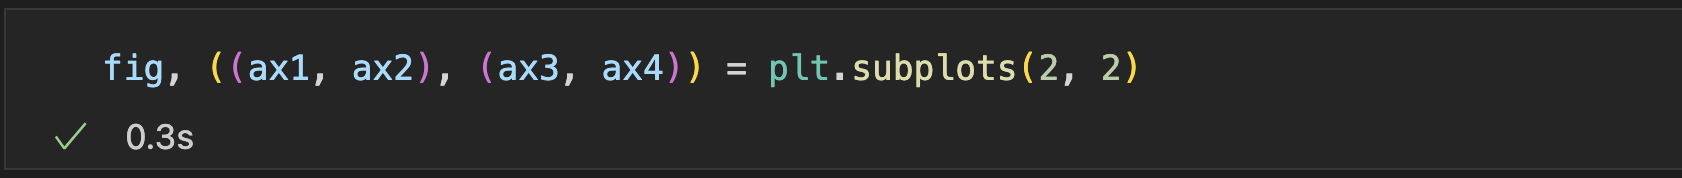 fig, ((ax1, ax2), (ax3, ax4)) = plt.subplots(2, 2)
0.3s